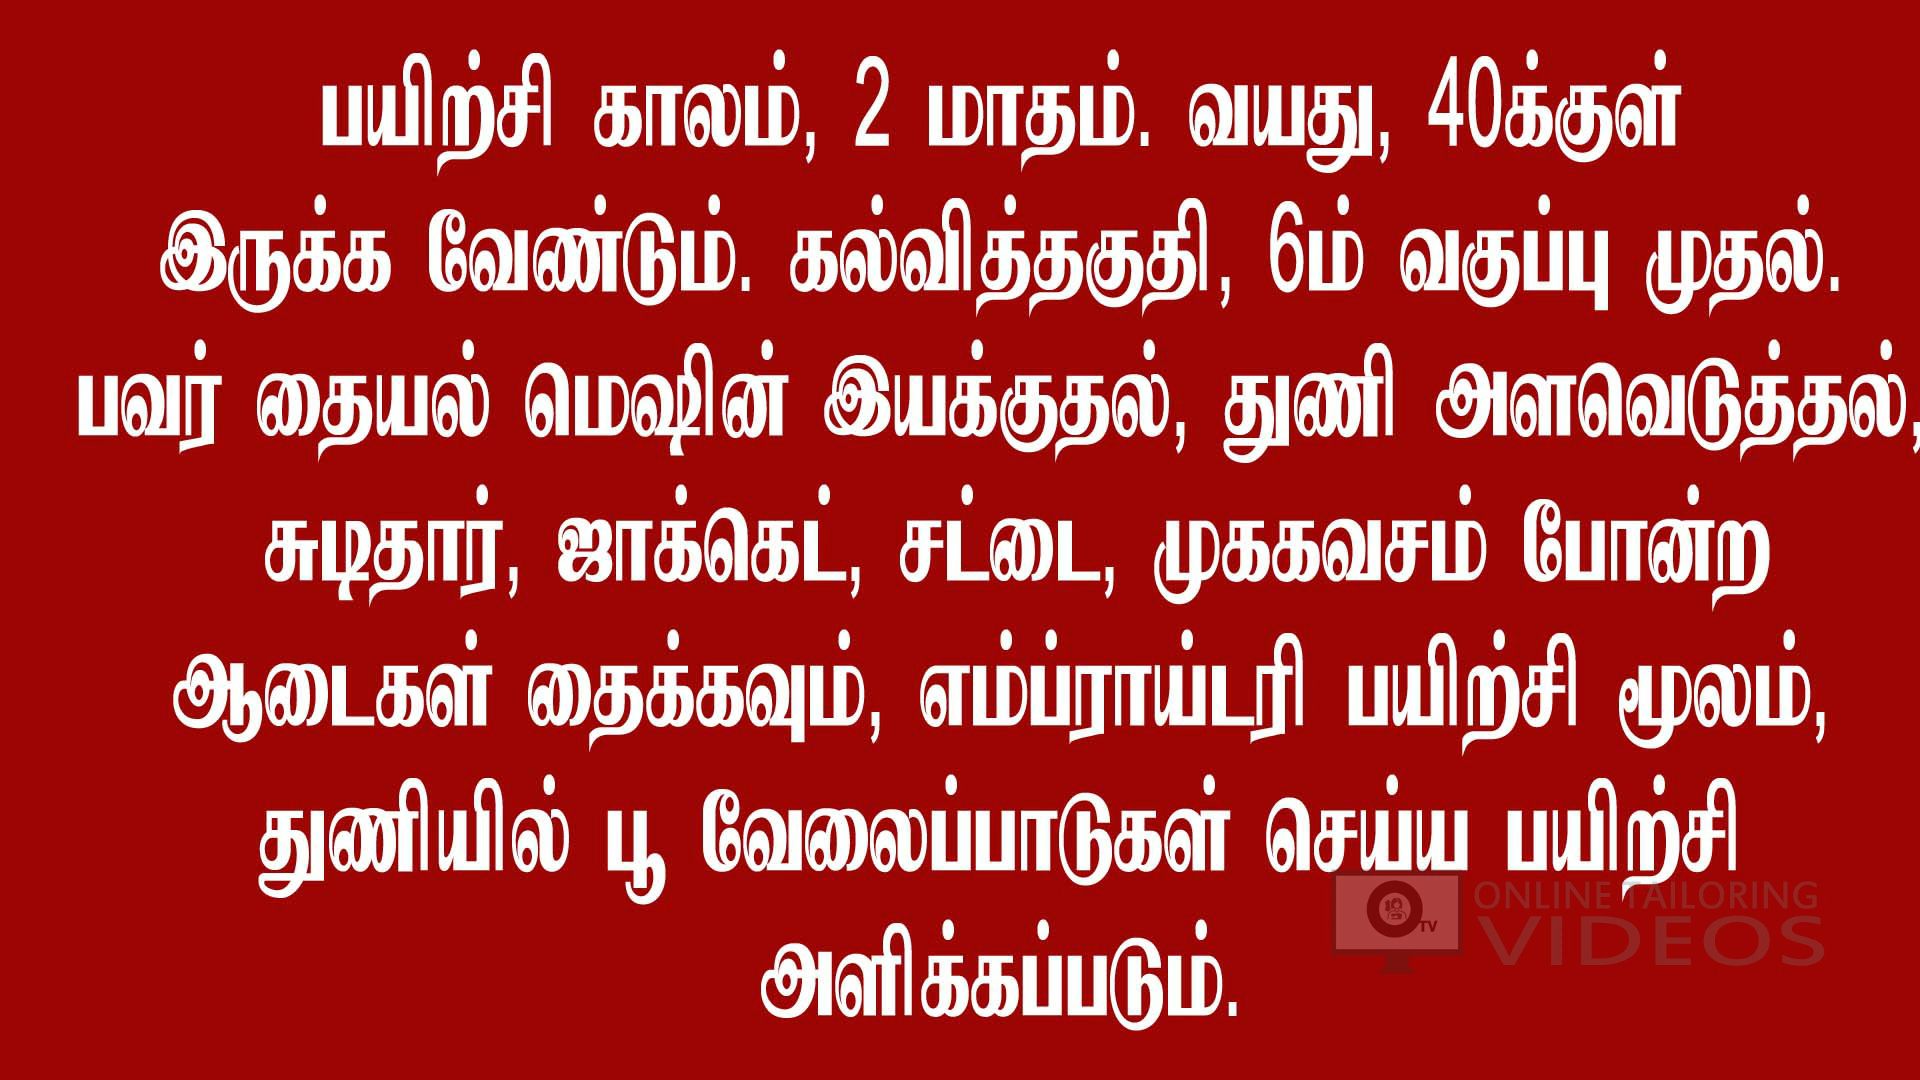 பயிற்சி காலம், 2 மாதம். வயது, 40க்குள்
இருக்க வேண்டும். கல்வித்தகுதி, 6ம் வகுப்பு முதல்.
பவர் தையல் மெஷின் இயக்குதல், துணி அளவெடுத்தல்,
சுடிதார், ஜாக்கெட், சட்டை, முககவசம் போன்ற
ஆடைகள் தைக்கவும், எம்ப்ராய்டரி பயிற்சி மூலம்,
துணியில் பூ வேலைப்பாடுகள் செய்ய பயிற்சி
அளிக்கப்படும்.
ONLINE TAILORING
VIDEOS
TV